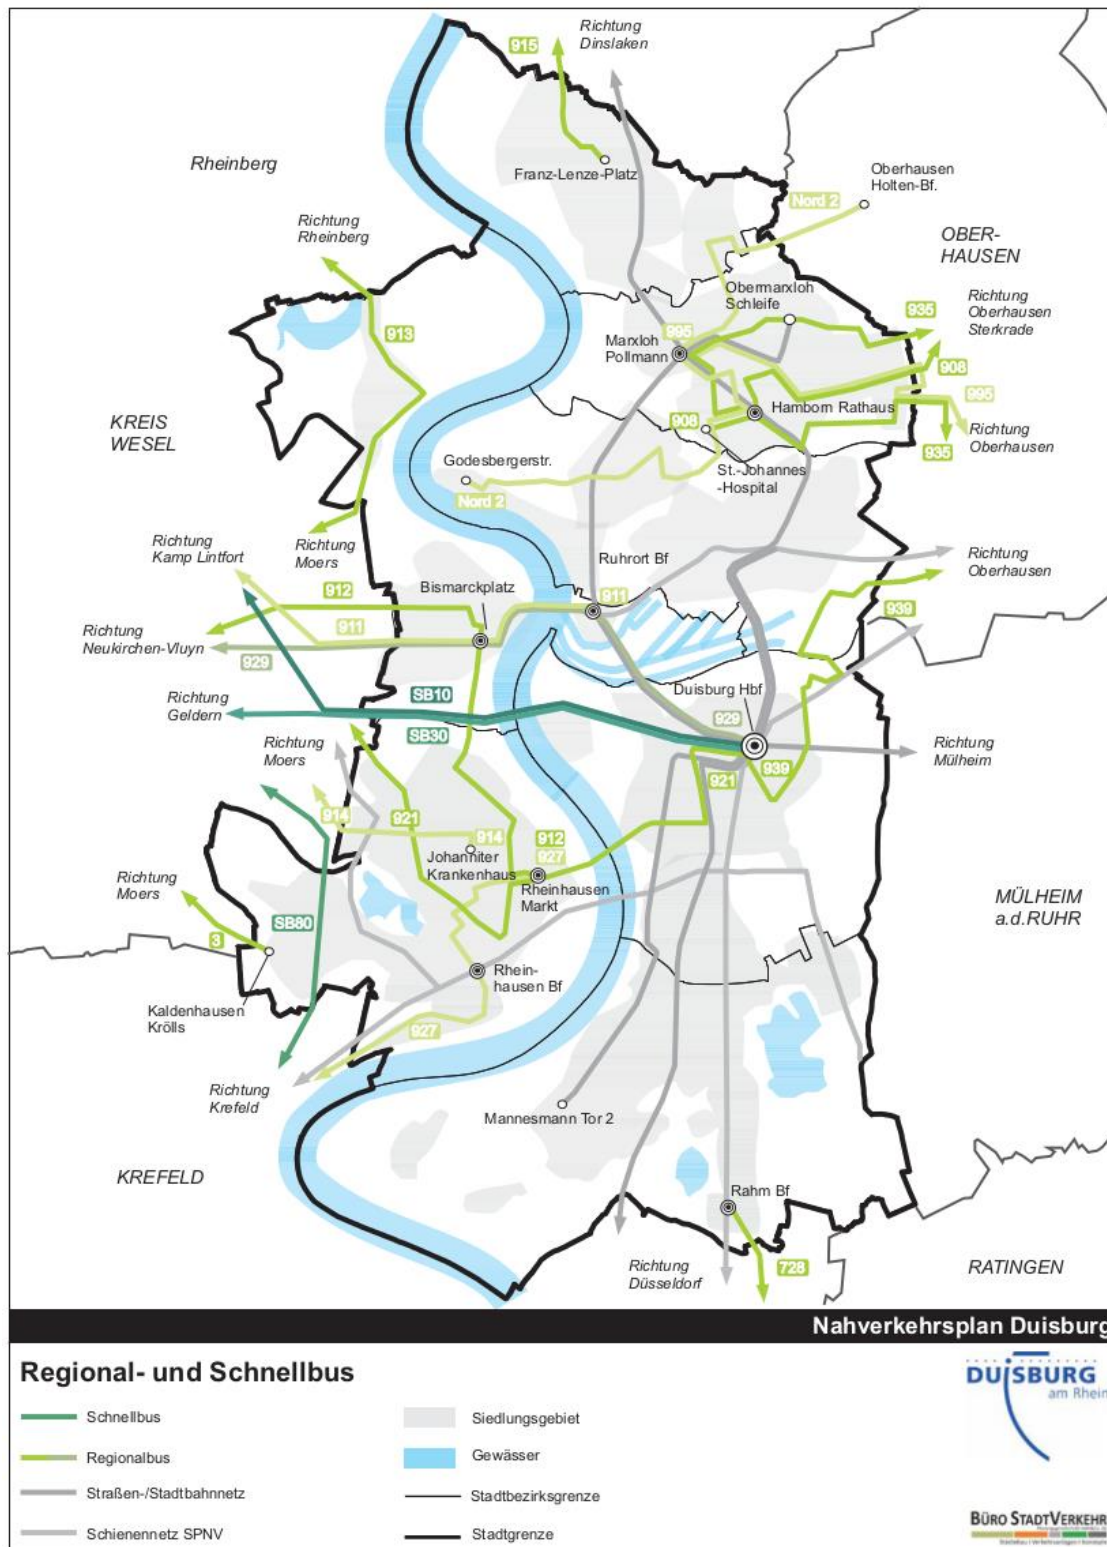 Richtung
Dinslaken
915
Rheinberg
Franz-Lenze-Platz
Oberhausen
Holten-Bf.
Nord 2
Richtung
Rheinberg
OBER-
HAUSEN
Obermarxloh
Schleife
Richtung
Oberhausen
Sterkrade
935
913
995
Marxloh
Pollmann
908
995
KREIS
WESEL
908
Hamborn Rathaus
Richtung
Oberhausen
935
Godesbergerstr.
St.-Johannes
-Hospital
Nord 2
Richtung
Kamp Lintfort
Richtung
Moers
Ruhrort Bf
Richtung
Oberhausen
Bismarckplatz
912
911
939
911
Richtung
Neukirchen-Vluyn
929
Duisburg Hbf
SB10
Richtung
Geldern
929
SB30
Richtung
Moers
Richtung
Mülheim
921
939
914
921
914
912
927
Johanniter
Krankenhaus
Rheinhausen
Markt
Richtung
Moers
MÜLHEIM
a.d.RUHR
SB80
3
Rhein-
hausen Bf
Kaldenhausen
Krölls
927
Richtung
Krefeld
Mannesmann Tor 2
KREFELD
Rahm Bf
Richtung
Düsseldorf
728
RATINGEN
Nahverkehrsplan Duisburg
Regional- und Schnellbus
Schnellbus
Regionalbus
Straßen-/Stadtbahnnetz
Schienennetz SPNV
Siedlungsgebiet
Gewässer
Stadtbezirksgrenze
Stadtgrenze
DUISBURG
am Rhein
BÜRO STADTVERKEHR